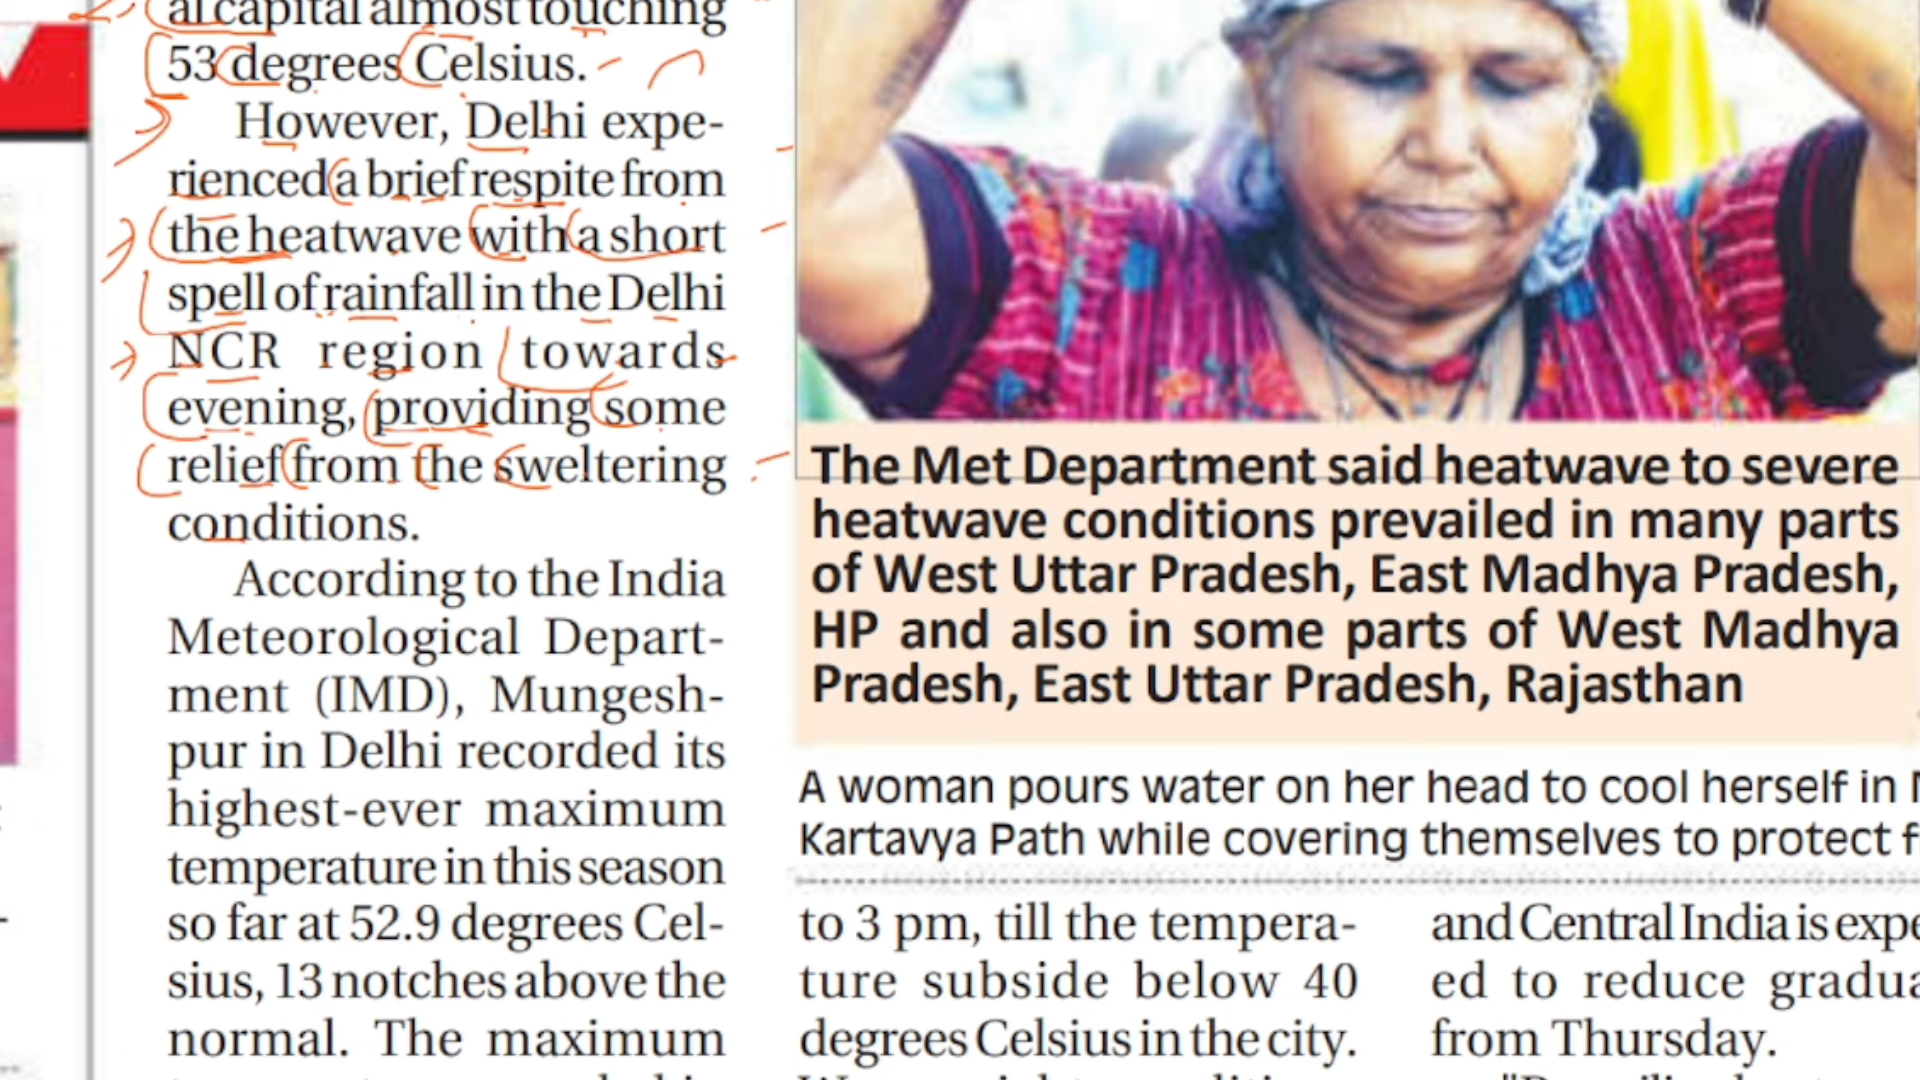 al capital almost touching
53 degrees Celsius.
However, Delhi expe-
rienced a brief respite from
the heatwave with a short
spell of rainfall in the Delhi
NCR region towards
evening, providing some
relief from the sweltering
conditions.
According to the India
Meteorological Depart-
ment (IMD), Mungesh-
pur in Delhi recorded its
highest-ever maximum
temperature in this season
so far at 52.9 degrees Cel-
sius, 13 notches above the
normal. The maximum
The Met Department said heatwave to severe
heatwave conditions prevailed in many parts
of West Uttar Pradesh, East Madhya Pradesh,
HP and also in some parts of West Madhya
Pradesh, East Uttar Pradesh, Rajasthan
A woman pours water on her head to cool herself in
Kartavya Path while covering themselves to protect
to 3 pm, till the tempera-
ture subside below 40
degrees Celsius in the city.
and Central India is expe
ed to reduce gradua
from Thursday.